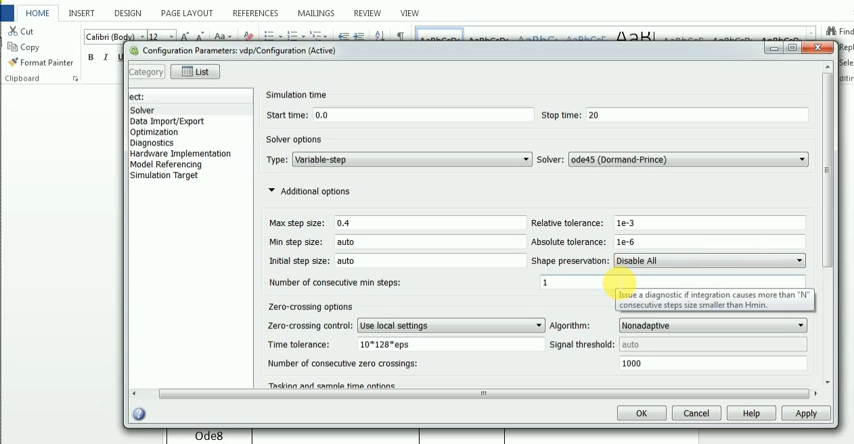 HOME INSERT DESIGN PAGE LAYOUT REFERENCES MAILINGS REVIEW VIEW
Cut
Copy
Format Painter
Clipboard
Calibri (Body) 12
B I U
Find
Configuration Parameters: vdp/Configuration (Active)
Category List
ect:
Solver
Data Import/Export
Optimization
Diagnostics
Hardware Implementation
Model Referencing
Simulation Target
Simulation time
Start time: 0.0 Stop time: 20
Solver options
Type: Variable-step Solver: ode45 (Dormand-Prince)
Additional options
Max step size: 0.4 Relative tolerance: 1e-3
Min step size: auto Absolute tolerance: 1e-6
Initial step size: auto Shape preservation: Disable All
Number of consecutive min steps: 1
Issue a diagnostic if integration causes more than "N"
consecutive steps size smaller than Hmin.
Zero-crossing options
Zero-crossing control: Use local settings Algorithm: Nonadaptive
Time tolerance: 10*128*eps Signal threshold: auto
Number of consecutive zero crossings: 1000
Tasking and sample time options
OK Cancel Help Apply
Ode8